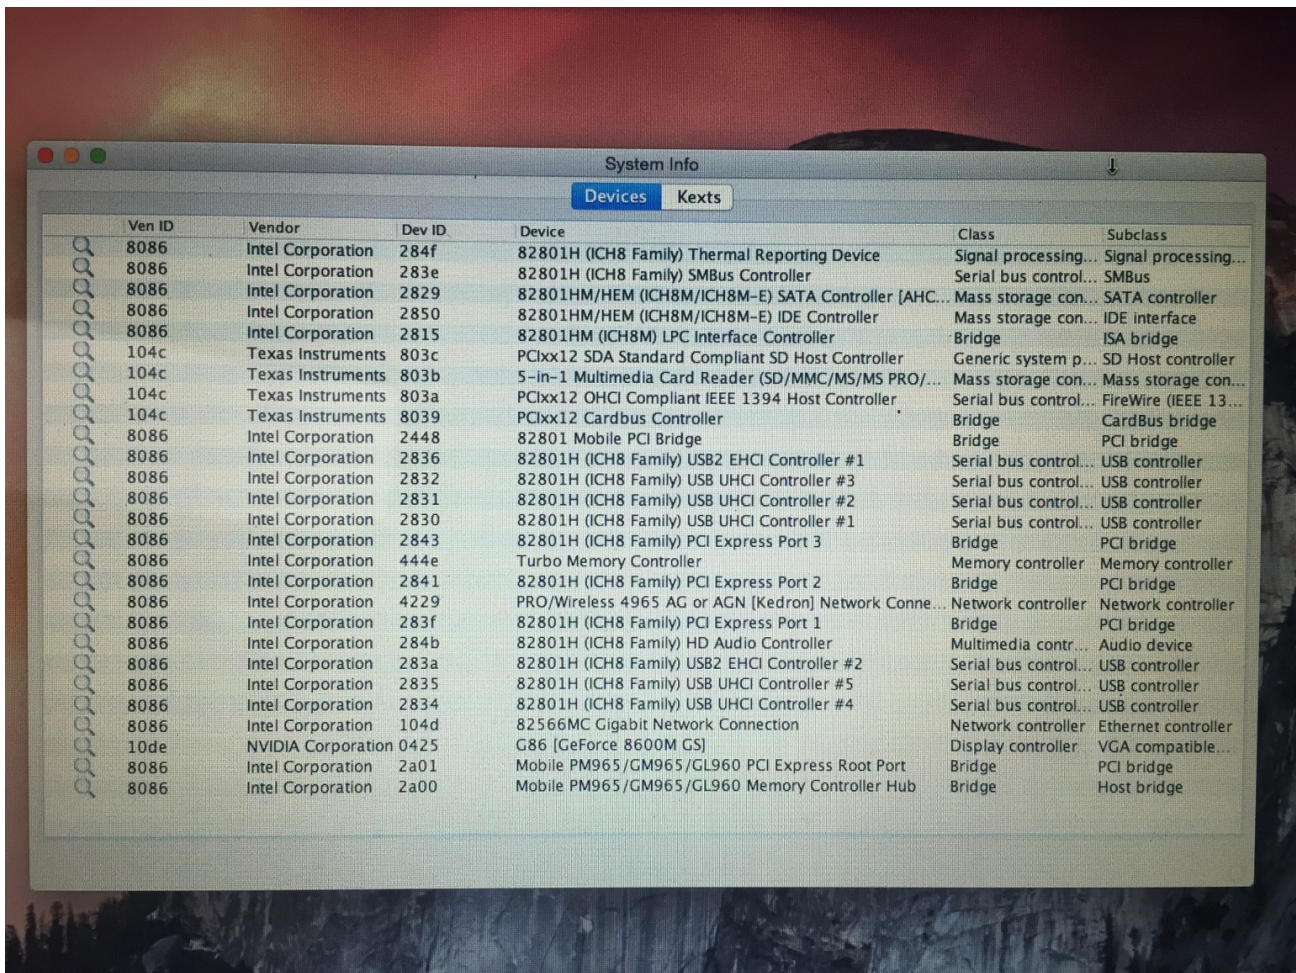 System Info
Devices Kexts
Ven ID Vendor Dev ID Device Class Subclass
8086 Intel Corporation 284f 82801H (ICH8 Family) Thermal Reporting Device Signal processing... Signal processing...
8086 Intel Corporation 283e 82801H (ICH8 Family) SMBus Controller Serial bus control... SMBus
8086 Intel Corporation 2829 82801HM/HEM (ICH8M/ICH8M-E) SATA Controller [AHC... Mass storage con... SATA controller
8086 Intel Corporation 2850 82801HM/HEM (ICH8M/ICH8M-E) IDE Controller Mass storage con... IDE interface
8086 Intel Corporation 2815 82801HM (ICH8M) LPC Interface Controller Bridge ISA bridge
104c Texas Instruments 803c PCIxx12 SDA Standard Compliant SD Host Controller Generic system p... SD Host controller
104c Texas Instruments 803b 5-in-1 Multimedia Card Reader (SD/MMC/MS/MS PRO/... Mass storage con... Mass storage con...
104c Texas Instruments 803a PCIxx12 OHCI Compliant IEEE 1394 Host Controller Serial bus control... FireWire (IEEE 13...
104c Texas Instruments 8039 PCIxx12 Cardbus Controller Bridge CardBus bridge
8086 Intel Corporation 2448 82801 Mobile PCI Bridge Bridge PCI bridge
8086 Intel Corporation 2836 82801H (ICH8 Family) USB2 EHCI Controller #1 Serial bus control... USB controller
8086 Intel Corporation 2832 82801H (ICH8 Family) USB UHCI Controller #3 Serial bus control... USB controller
8086 Intel Corporation 2831 82801H (ICH8 Family) USB UHCI Controller #2 Serial bus control... USB controller
8086 Intel Corporation 2830 82801H (ICH8 Family) USB UHCI Controller #1 Serial bus control... USB controller
8086 Intel Corporation 2843 82801H (ICH8 Family) PCI Express Port 3 Bridge PCI bridge
8086 Intel Corporation 444e Turbo Memory Controller Memory controller Memory controller
8086 Intel Corporation 2841 82801H (ICH8 Family) PCI Express Port 2 Bridge PCI bridge
8086 Intel Corporation 4229 PRO/Wireless 4965 AG or AGN [Kedron] Network Conne... Network controller Network controller
8086 Intel Corporation 283f 82801H (ICH8 Family) PCI Express Port 1 Bridge PCI bridge
8086 Intel Corporation 284b 82801H (ICH8 Family) HD Audio Controller Multimedia contr... Audio device
8086 Intel Corporation 283a 82801H (ICH8 Family) USB2 EHCI Controller #2 Serial bus control... USB controller
8086 Intel Corporation 2835 82801H (ICH8 Family) USB UHCI Controller #5 Serial bus control... USB controller
8086 Intel Corporation 2834 82801H (ICH8 Family) USB UHCI Controller #4 Serial bus control... USB controller
8086 Intel Corporation 104d 82566MC Gigabit Network Connection Network controller Ethernet controller
10de NVIDIA Corporation 0425 G86 [GeForce 8600M GS] Display controller VGA compatible...
8086 Intel Corporation 2a01 Mobile PM965/GM965/GL960 PCI Express Root Port Bridge PCI bridge
8086 Intel Corporation 2a00 Mobile PM965/GM965/GL960 Memory Controller Hub Bridge Host bridge